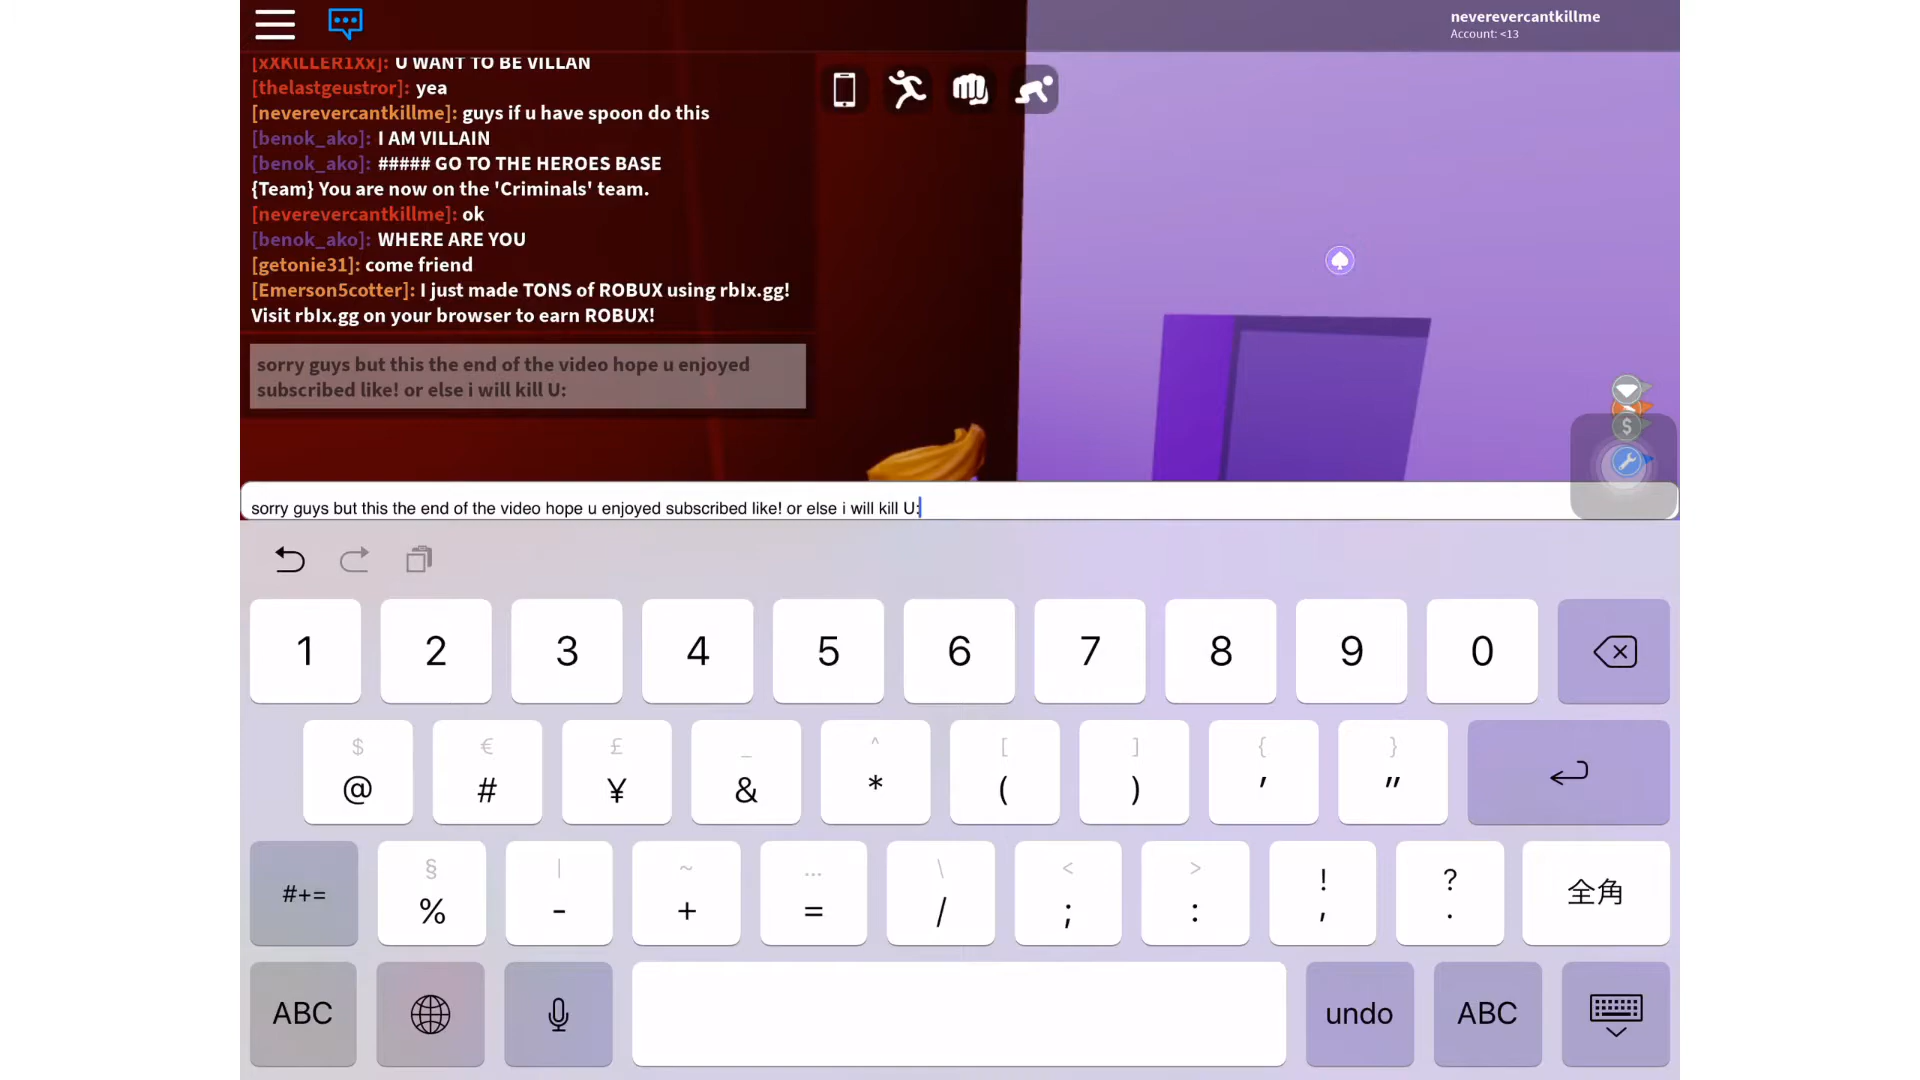 neverevercantkillme
Account: <13
[xXKILLER1Xx]: U WANT TO BE VILLAN
[thelastgeustror]: yea
[neverevercantkillme]: guys if u have spoon do this
[benok_ako]: I AM VILLAIN
[benok_ako]: ##### GO TO THE HEROES BASE
{Team} You are now on the 'Criminals' team.
[neverevercantkillme]: ok
[benok_ako]: WHERE ARE YOU
[getonie31]: come friend
[Emerson5cotter]: I just made TONS of ROBUX using rbIx.gg!
Visit rbIx.gg on your browser to earn ROBUX!
sorry guys but this the end of the video hope u enjoyed
subscribed like! or else i will kill U:
$
sorry guys but this the end of the video hope u enjoyed subscribed like! or else i will kill U:
1 2 3 4 5 6 7 8 9 0
$ € £ _ ^ [ ] { }
@ # ¥ & * ( ) ' "
§ | ~ … \ < > ! ?
#+= % - + = / ; : , . 全角
ABC undo ABC